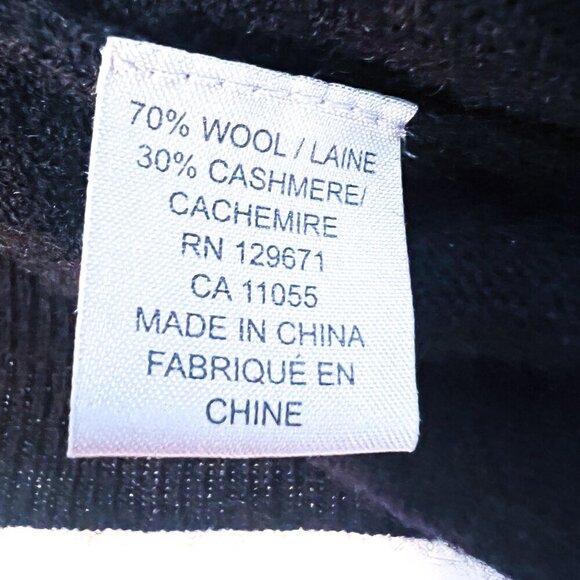 70% WOOL / LAINE
30% CASHMERE/
CACHEMIRE
RN 129671
CA 11055
MADE IN CHINA
FABRIQUÉ EN
CHINE